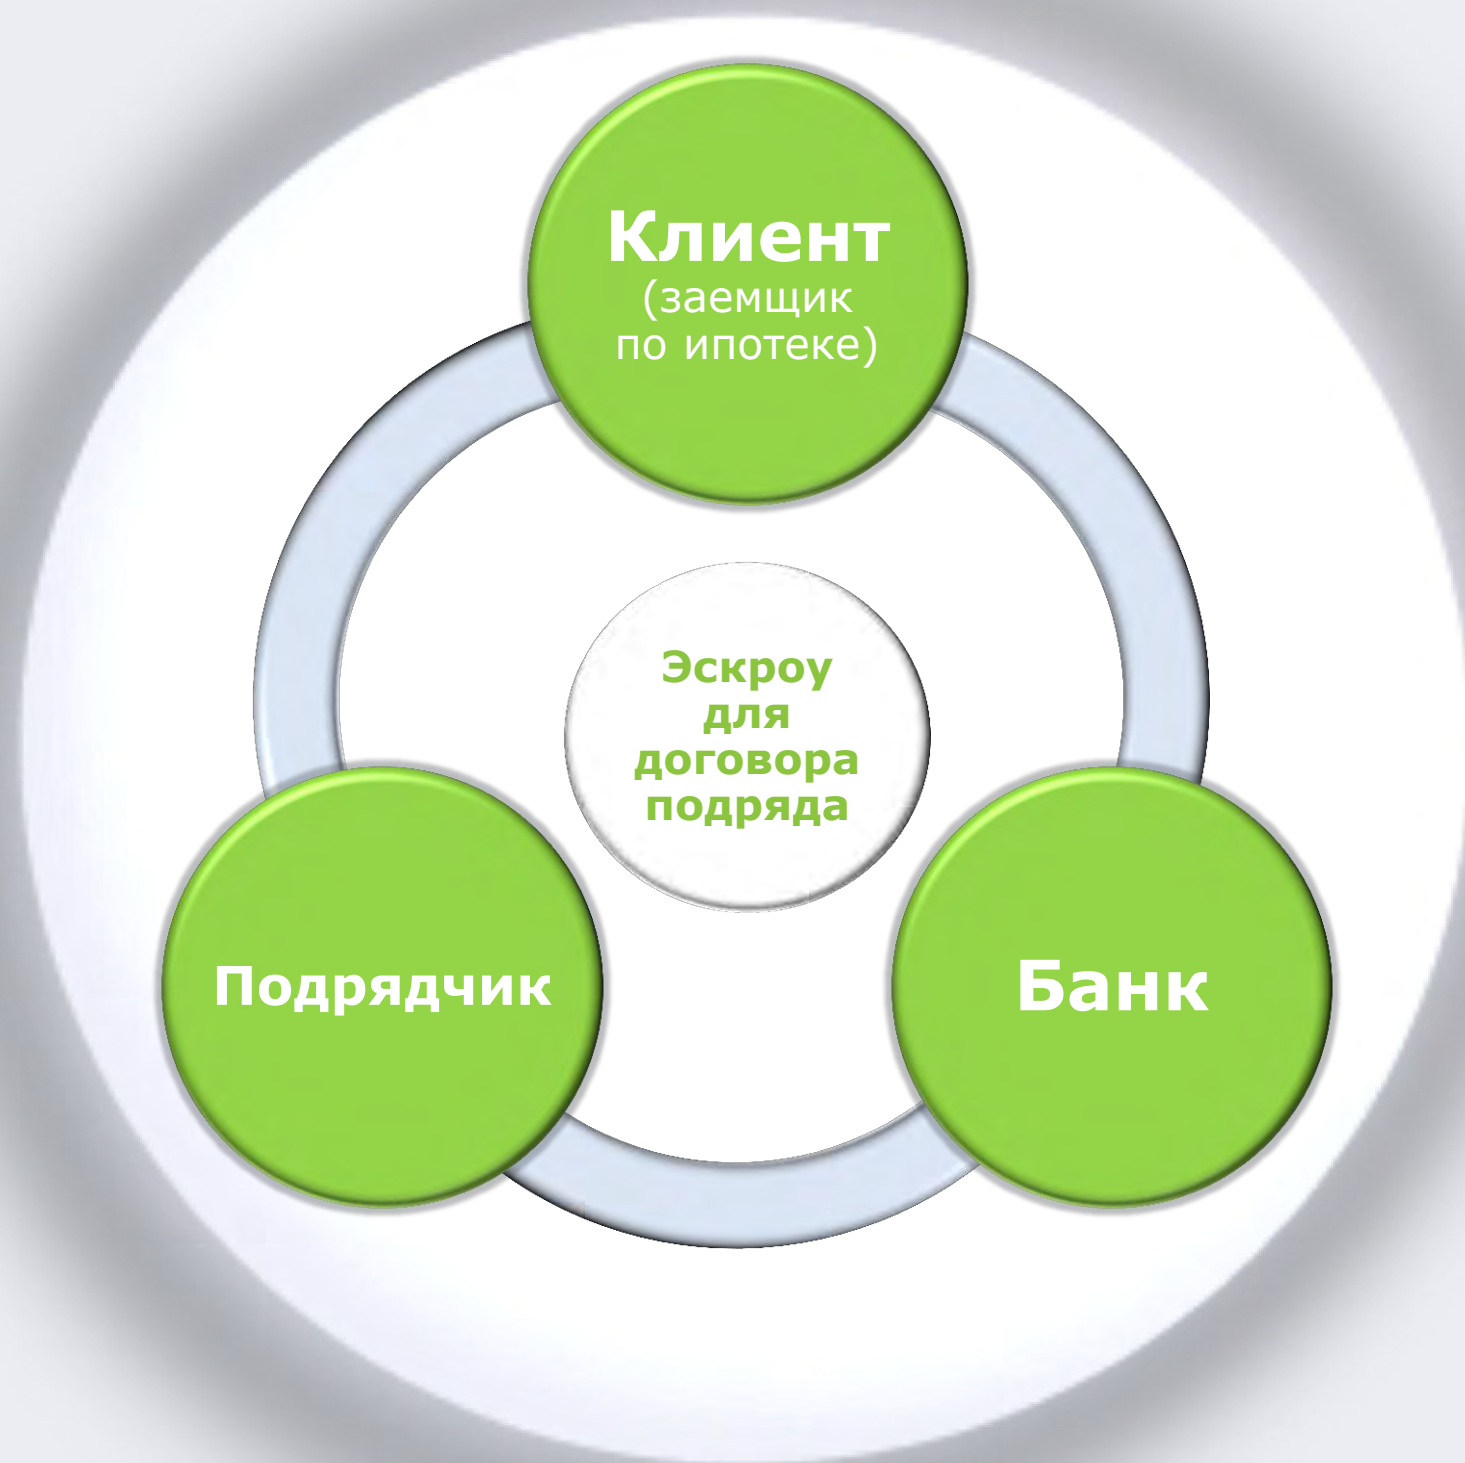 Клиент
(заемщик
по ипотеке)
Эскроу
для
договора
подряда
Подрядчик
Банк